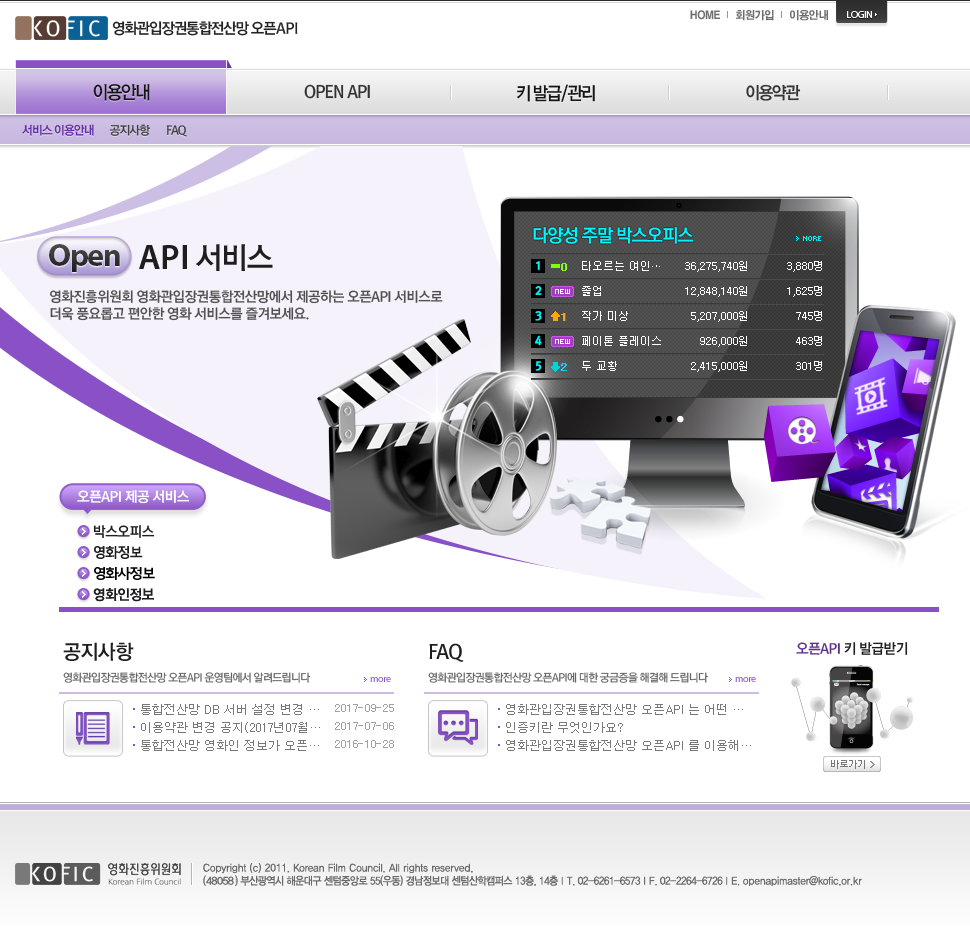 KOFIC 영화관입장권통합전산망 오픈API
HOME 회원가입 이용안내 LOGIN
이용안내 OPEN API 키 발급/관리 이용약관
서비스 이용안내 공지사항 FAQ
Open API 서비스
영화진흥위원회 영화관입장권통합전산망에서 제공하는 오픈API 서비스로
더욱 풍요롭고 편안한 영화 서비스를 즐겨보세요.
다양성 주말 박스오피스 MORE
1 0 타오르는 여인… 36,275,740원 3,880명
2 NEW 졸업 12,848,140원 1,625명
3 1 작가 미상 5,207,000원 745명
4 NEW 페이튼 플레이스 926,000원 463명
5 2 두 교황 2,415,000원 301명
오픈API 제공 서비스
박스오피스
영화정보
영화사정보
영화인정보
공지사항
영화관입장권통합전산망 오픈API 운영팀에서 알려드립니다 more
통합전산망 DB 서버 설정 변경 … 2017-09-25
이용약관 변경 공지(2017년07월… 2017-07-06
통합전산망 영화인 정보가 오픈… 2016-10-28
FAQ
영화관입장권통합전산망 오픈API에 대한 궁금증을 해결해 드립니다 more
영화관입장권통합전산망 오픈API 는 어떤 …
인증키란 무엇인가요?
영화관입장권통합전산망 오픈API 를 이용해…
오픈API 키 발급받기
바로가기
KOFIC 영화진흥위원회 Korean Film Council
Copyright (c) 2011. Korean Film Council. All rights reserved.
(48058) 부산광역시 해운대구 센텀중앙로 55(우동) 경남정보대 센텀산학캠퍼스 13층, 14층 | T. 02-6261-6573 | F. 02-2264-6726 | E. openapimaster@kofic.or.kr